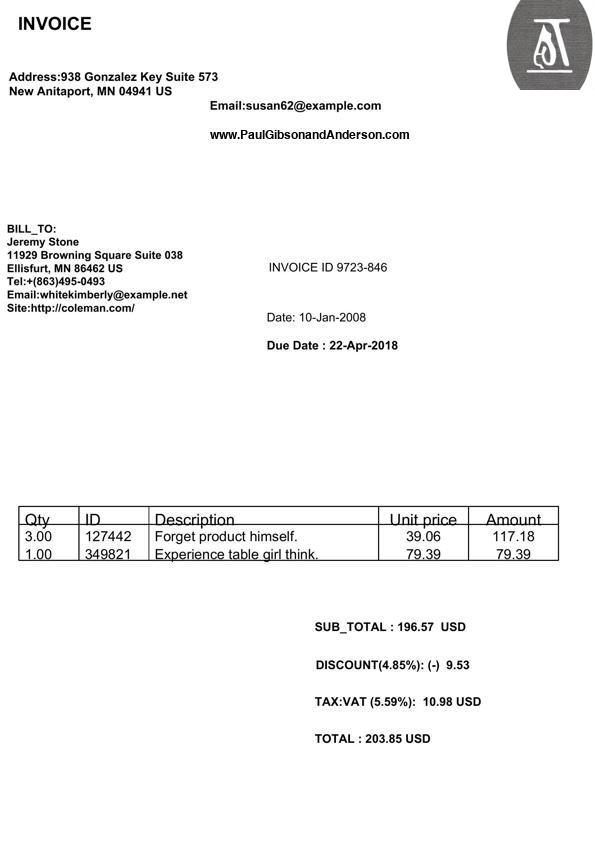 INVOICE
Address:938 Gonzalez Key Suite 573
New Anitaport, MN 04941 US
Email:susan62@example.com
www.PaulGibsonandAnderson.com
BILL_TO:
Jeremy Stone
11929 Browning Square Suite 038
Ellisfurt, MN 86462 US
Tel:+(863)495-0493
Email:whitekimberly@example.net
Site:http://coleman.com/
INVOICE ID 9723-846
Date: 10-Jan-2008
Due Date : 22-Apr-2018
Qty ID Description Unit price Amount
3.00 127442 Forget product himself. 39.06 117.18
1.00 349821 Experience table girl think. 79.39 79.39
SUB_TOTAL : 196.57 USD
DISCOUNT(4.85%): (-) 9.53
TAX:VAT (5.59%): 10.98 USD
TOTAL : 203.85 USD